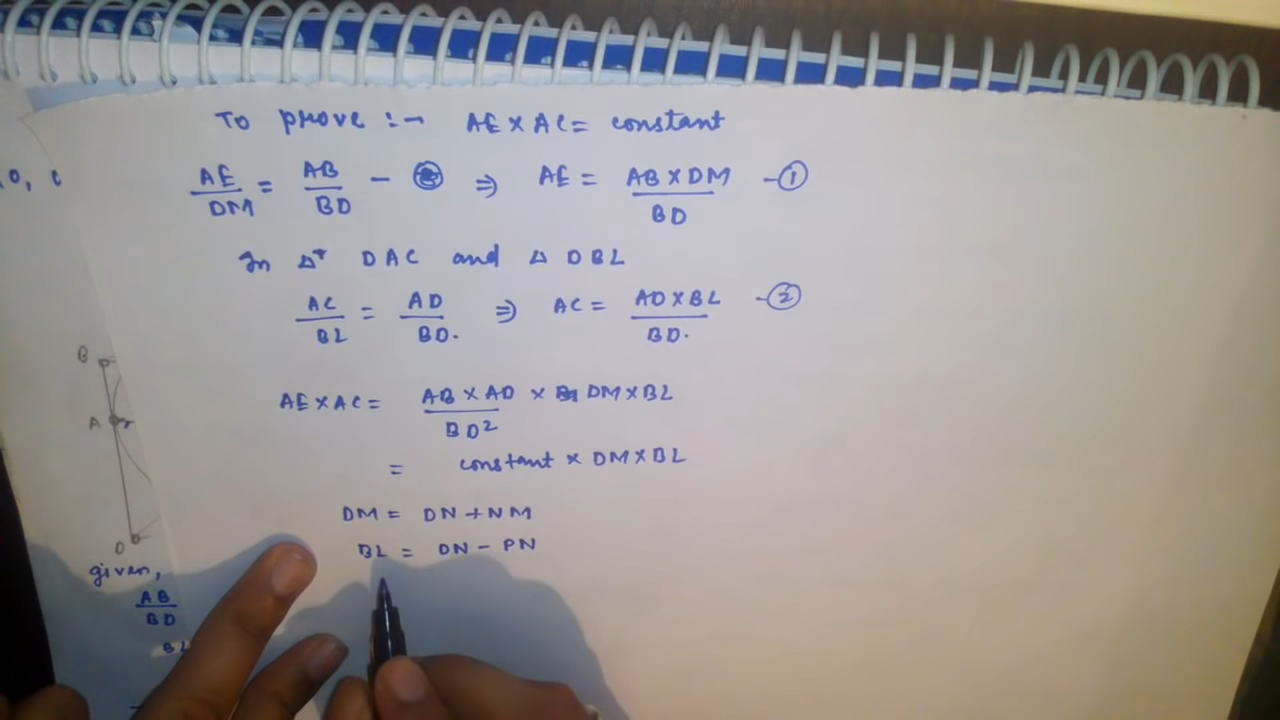 To prove :→ AE X AC = constant
AE/DM = AB/BD - ⇒ AE = AB X DM/BD -①
In Δr DAC and Δ DBL
AC/BL = AD/BD. ⇒ AC = AD X BL/BD. -②
AE X AC = AB X AD/BD² X DM X BL
= constant X DM X BL
DM = DN + NM
BL = DN - PN
B
A
D
given,
AB/BD
BL